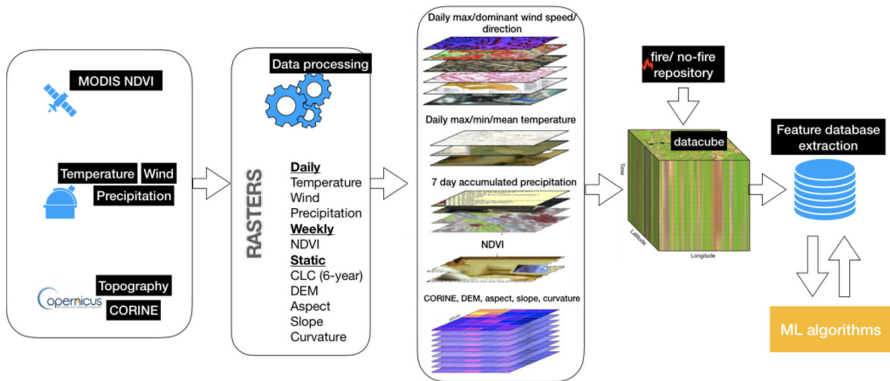 MODIS NDVI
Temperature Wind
Precipitation
opernicus
Topography
CORINE
Data processing
RASTERS
Daily
Temperature
Wind
Precipitation
Weekly
NDVI
Static
CLC (6-year)
DEM
Aspect
Slope
Curvature
Daily max/dominant wind speed/
direction
Daily max/min/mean temperature
7 day accumulated precipitation
NDVI
CORINE, DEM, aspect, slope, curvature
fire/ no-fire
repository
datacube
Time
Latitude
Longitude
Feature database
extraction
ML algorithms